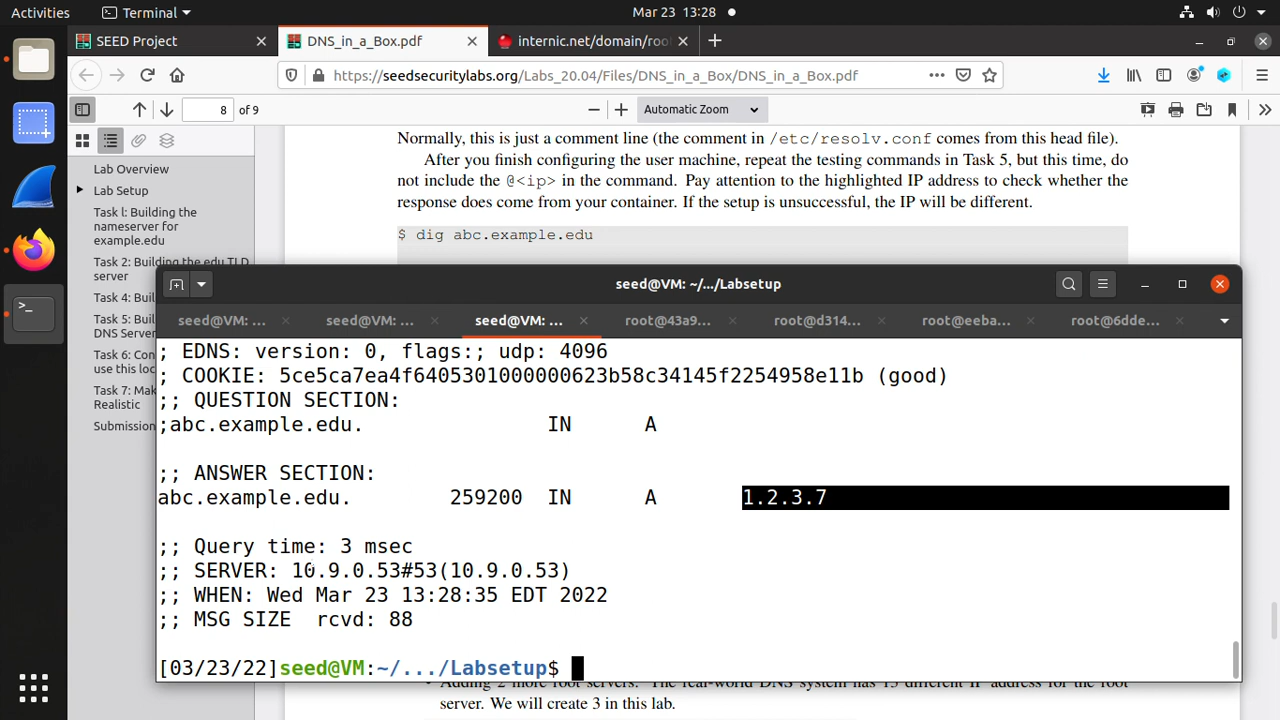 Activities Terminal Mar 23 13:28
SEED Project DNS_in_a_Box.pdf internic.net/domain/roo
https://seedsecuritylabs.org/Labs_20.04/Files/DNS_in_a_Box/DNS_in_a_Box.pdf
8 of 9 Automatic Zoom
Lab Overview
Lab Setup
Task l: Building the
nameserver for
example.edu
Task 2: Building the edu TLD
server
Task 4: Buil
Task 5: Buil
DNS Server
Task 6: Con
use this loc
Task 7: Mak
Realistic
Submission
Normally, this is just a comment line (the comment in /etc/resolv.conf comes from this head file).
After you finish configuring the user machine, repeat the testing commands in Task 5, but this time, do
not include the @<ip> in the command. Pay attention to the highlighted IP address to check whether the
response does come from your container. If the setup is unsuccessful, the IP will be different.
$ dig abc.example.edu
seed@VM: ~/.../Labsetup
seed@VM: ... seed@VM: ... seed@VM: ... root@43a9... root@d314... root@eeba... root@6dde...
; EDNS: version: 0, flags:; udp: 4096
; COOKIE: 5ce5ca7ea4f6405301000000623b58c34145f2254958e11b (good)
;; QUESTION SECTION:
;abc.example.edu. IN A
;; ANSWER SECTION:
abc.example.edu. 259200 IN A 1.2.3.7
;; Query time: 3 msec
;; SERVER: 10.9.0.53#53(10.9.0.53)
;; WHEN: Wed Mar 23 13:28:35 EDT 2022
;; MSG SIZE rcvd: 88
[03/23/22]seed@VM:~/.../Labsetup$
server. We will create 3 in this lab.